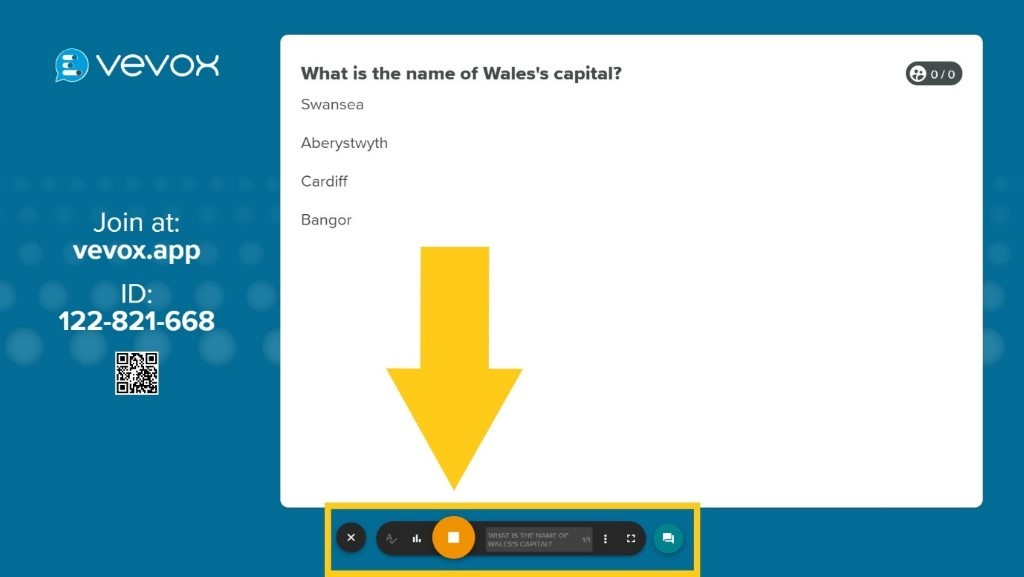 vevox
What is the name of Wales's capital?
0 / 0
Swansea
Aberystwyth
Cardiff
Bangor
Join at:
vevox.app
ID:
122-821-668
WHAT IS THE NAME OF
WALES'S CAPITAL?
1/1